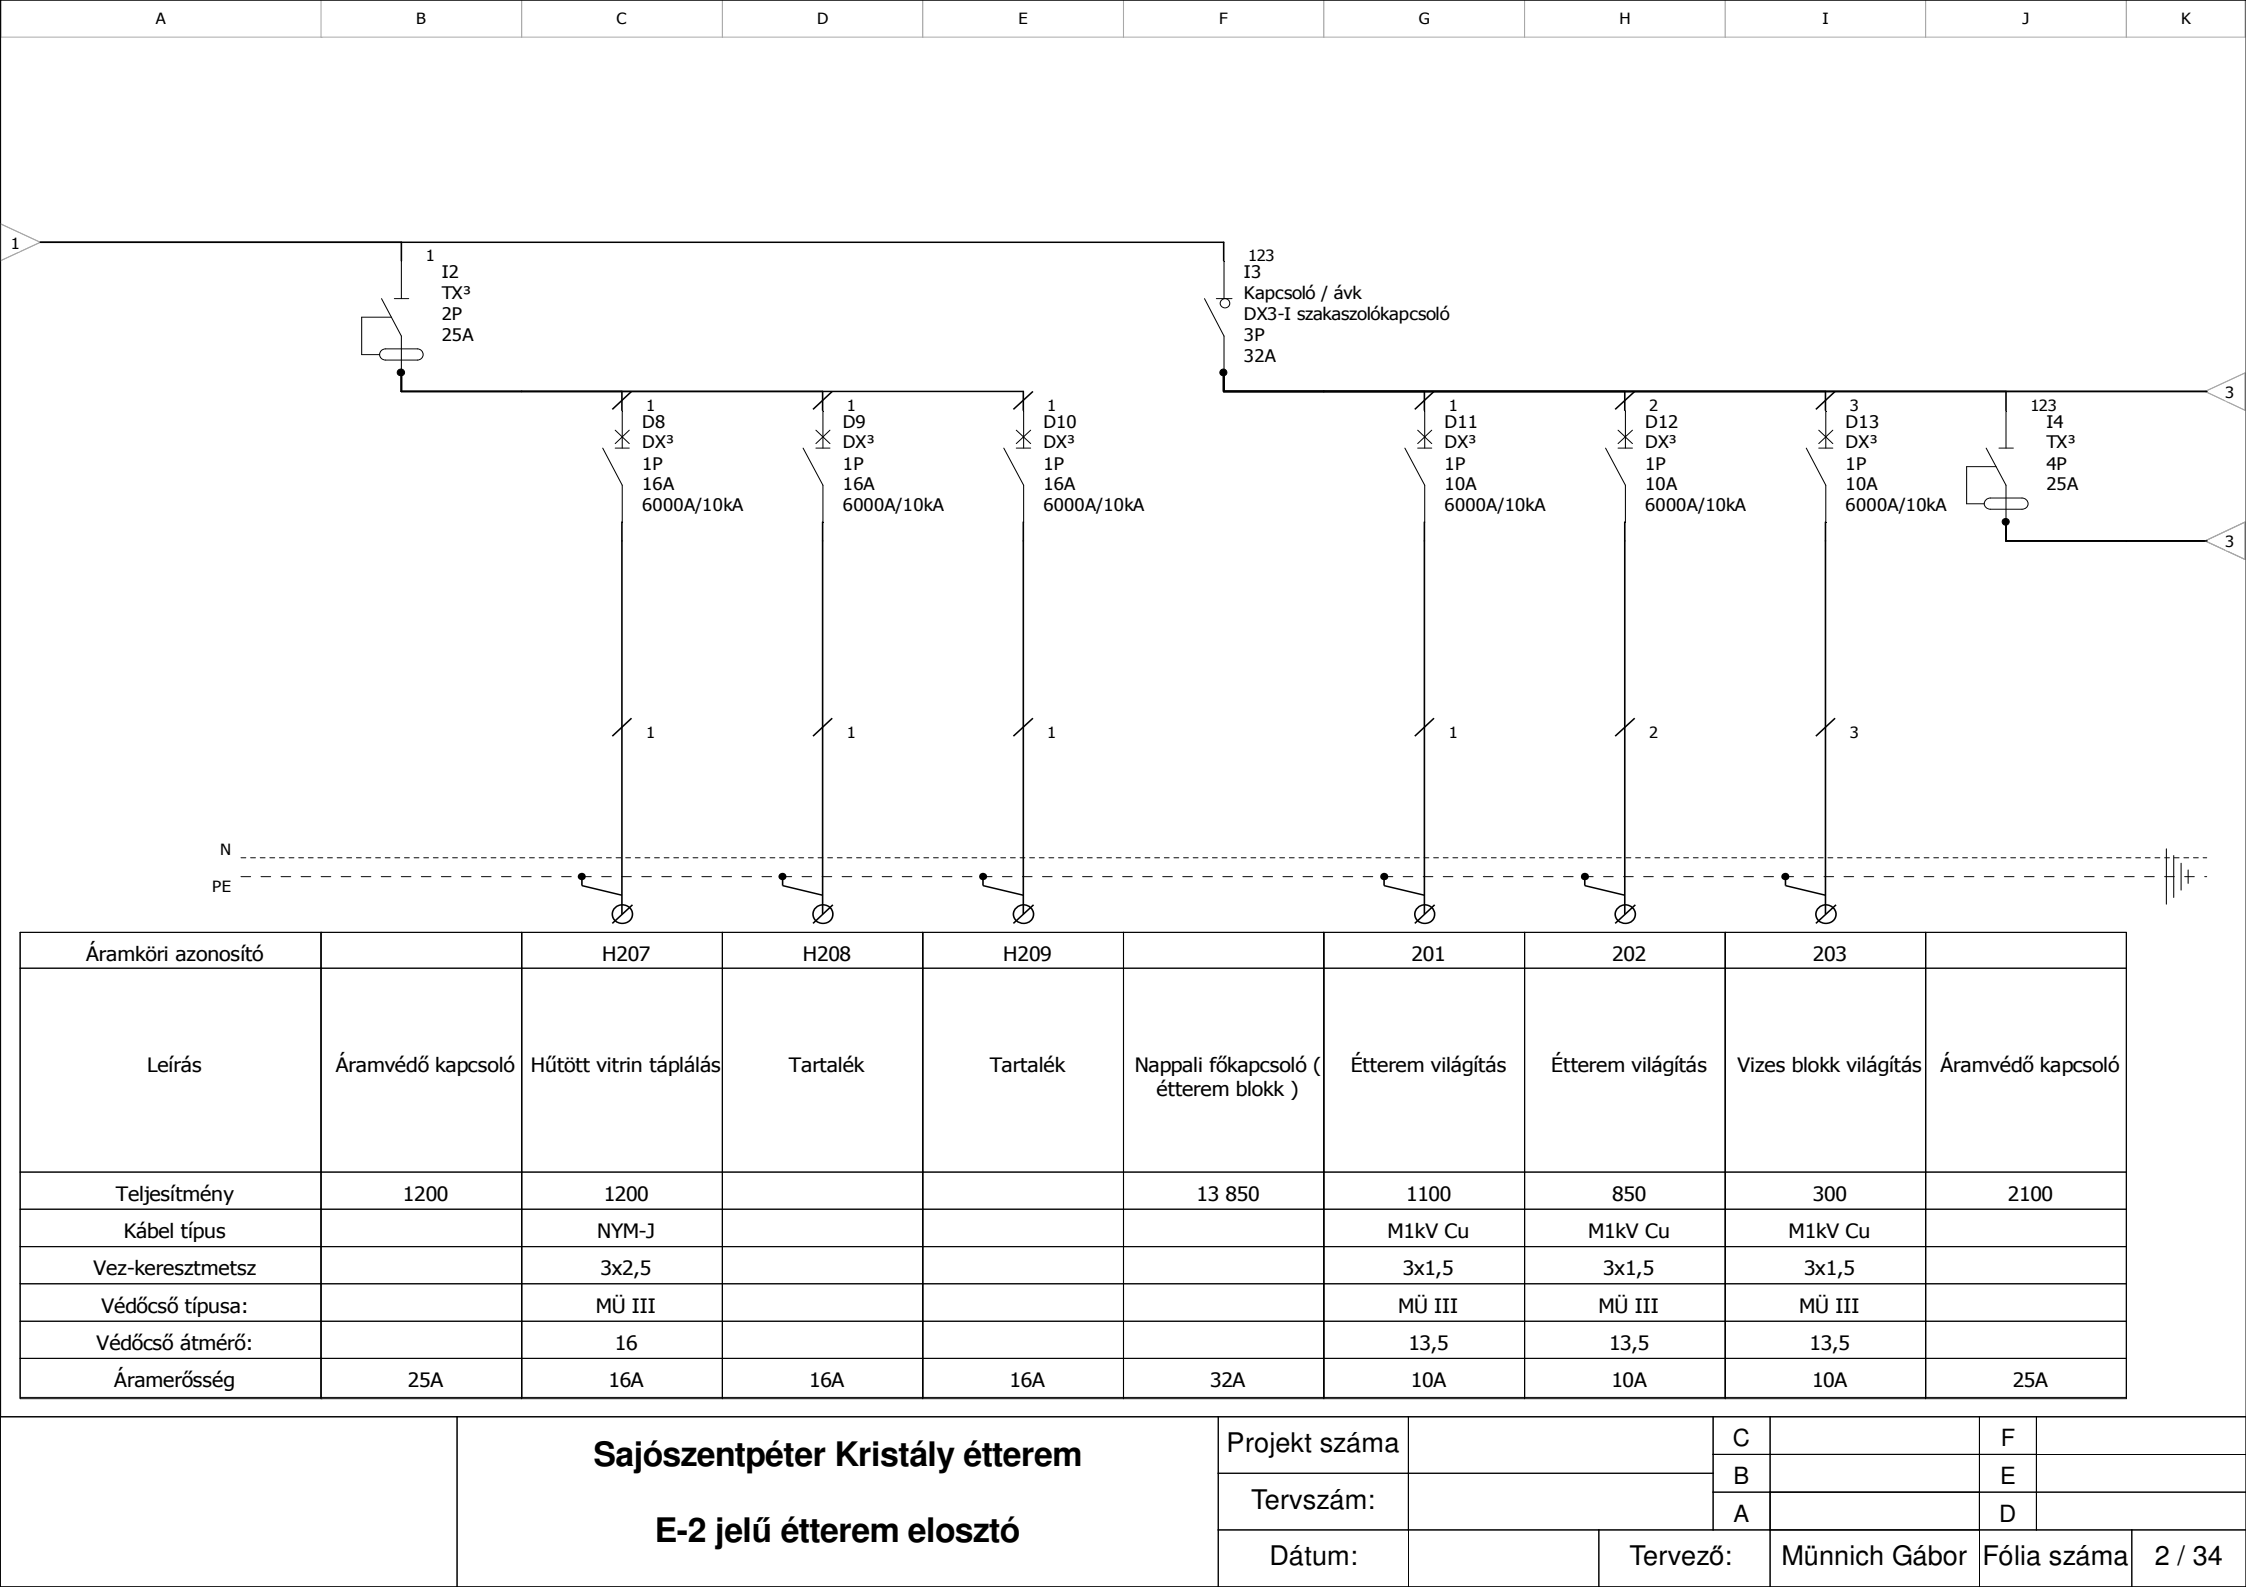 A B C D E F G H I J K
1
1
I2
TX³
2P
25A
123
I3
Kapcsoló / ávk
DX3-I szakaszolókapcsoló
3P
32A
3
1
D8
DX³
1P
16A
6000A/10kA
1
D9
DX³
1P
16A
6000A/10kA
1
D10
DX³
1P
16A
6000A/10kA
1
D11
DX³
1P
10A
6000A/10kA
2
D12
DX³
1P
10A
6000A/10kA
3
D13
DX³
1P
10A
6000A/10kA
123
I4
TX³
4P
25A
3
1 1 1 1 2 3
N
PE
Áramköri azonosító H207 H208 H209 201 202 203
Leírás Áramvédő kapcsoló Hűtött vitrin táplálás Tartalék Tartalék Nappali főkapcsoló ( étterem blokk ) Étterem világítás Étterem világítás Vizes blokk világítás Áramvédő kapcsoló
Teljesítmény 1200 1200 13 850 1100 850 300 2100
Kábel típus NYM-J M1kV Cu M1kV Cu M1kV Cu
Vez-keresztmetsz 3x2,5 3x1,5 3x1,5 3x1,5
Védőcső típusa: MÜ III MÜ III MÜ III MÜ III
Védőcső átmérő: 16 13,5 13,5 13,5
Áramerősség 25A 16A 16A 16A 32A 10A 10A 10A 25A
Sajószentpéter Kristály étterem
E-2 jelű étterem elosztó
Projekt száma
Tervszám:
Dátum:
C F
B E
A D
Tervező: Münnich Gábor Fólia száma 2 / 34